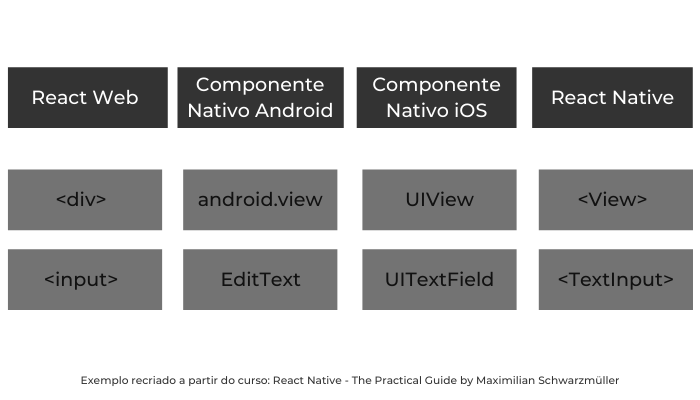 React Web
Componente
Nativo Android
Componente
Nativo iOS
React Native
<div>
android.view
UIView
<View>
<input>
EditText
UITextField
<TextInput>
Exemplo recriado a partir do curso: React Native - The Practical Guide by Maximilian Schwarzmüller